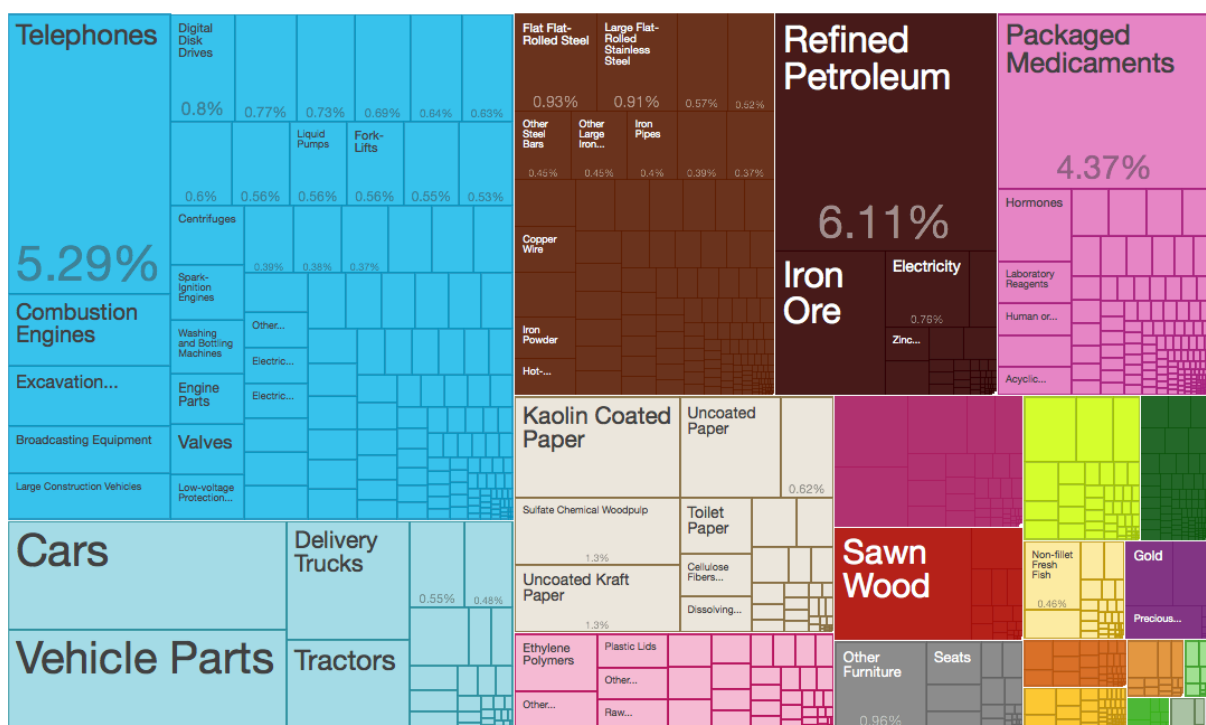 Telephones
5.29%
Combustion
Engines
Excavation...
Broadcasting Equipment
Large Construction Vehicles
Digital
Disk
Drives
0.8%
0.77%
0.73%
0.69%
0.64%
0.63%
0.6%
0.56%
Liquid
Pumps
0.56%
Fork-
Lifts
0.56%
0.55%
0.53%
Centrifuges
0.39%
0.38%
0.37%
Spark-
Ignition
Engines
Washing
and Bottling
Machines
Engine
Parts
Valves
Low-voltage
Protection...
Other...
Electric...
Electric...
Cars
Vehicle Parts
Delivery
Trucks
Tractors
0.55%
0.48%
Flat Flat-
Rolled Steel
0.93%
Large Flat-
Rolled
Stainless
Steel
0.91%
0.57%
0.52%
Other
Steel
Bars
0.45%
Other
Large
Iron...
0.45%
Iron
Pipes
0.4%
0.39%
0.37%
Copper
Wire
Iron
Powder
Hot-...
Refined
Petroleum
6.11%
Iron
Ore
Electricity
0.76%
Zinc...
Packaged
Medicaments
4.37%
Hormones
Laboratory
Reagents
Human or...
Acyclic...
Kaolin Coated
Paper
Sulfate Chemical Woodpulp
1.3%
Uncoated Kraft
Paper
1.3%
Uncoated
Paper
0.62%
Toilet
Paper
Cellulose
Fibers...
Dissolving...
Ethylene
Polymers
Other...
Plastic Lids
Other...
Raw...
Sawn
Wood
Other
Furniture
0.96%
Seats
Non-fillet
Fresh
Fish
0.46%
Gold
Precious...